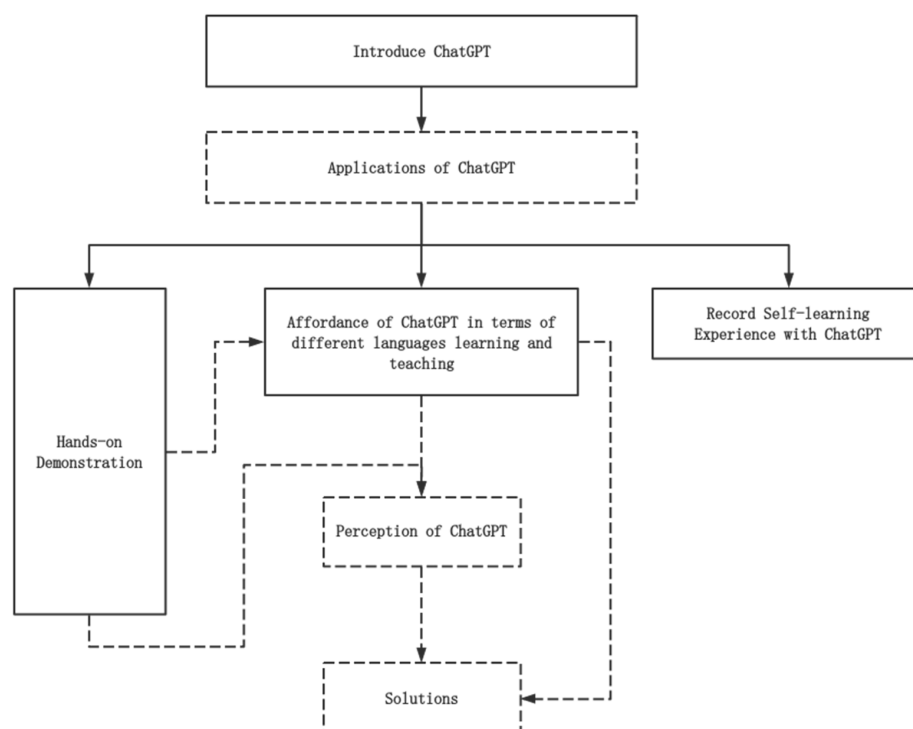 Introduce ChatGPT
Applications of ChatGPT
Affordance of ChatGPT in terms of
different languages learning and
teaching
Record Self-learning
Experience with ChatGPT
Hands-on
Demonstration
Perception of ChatGPT
Solutions